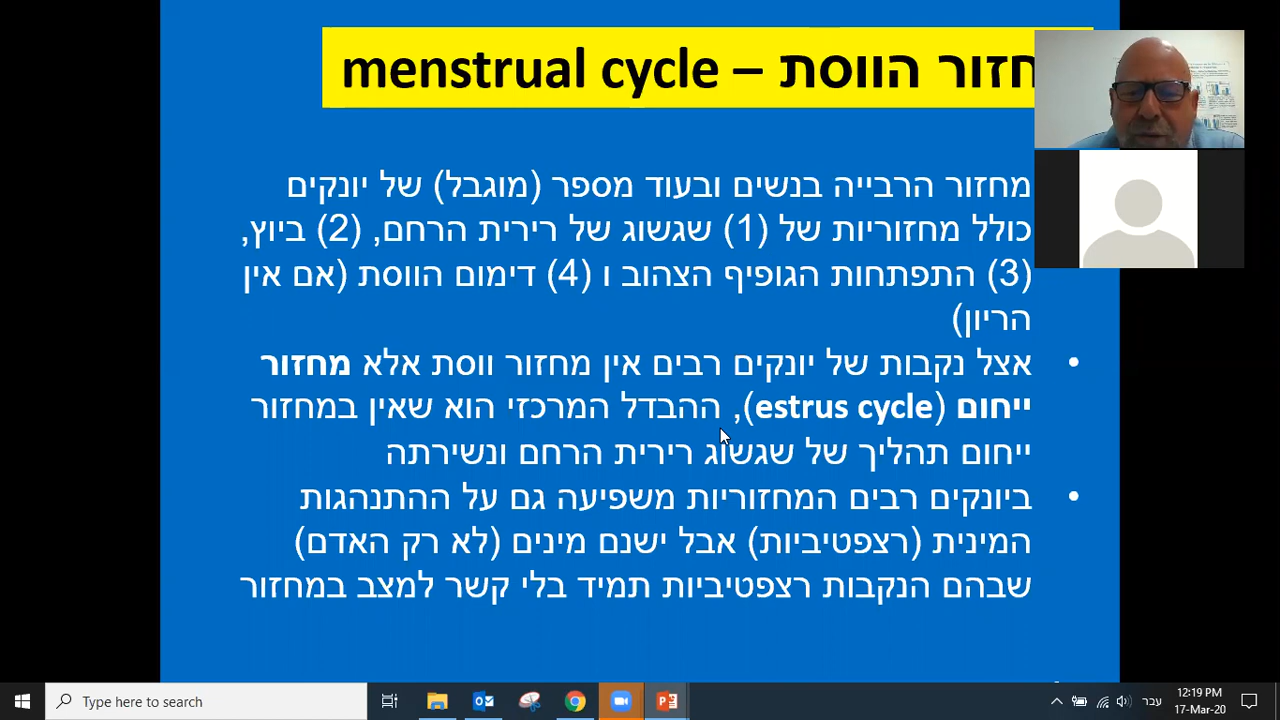 חזור הווסת – menstrual cycle
מחזור הרבייה בנשים ובעוד מספר (מוגבל) של יונקים
כולל מחזוריות של (1) שגשוג של רירית הרחם, (2) ביוץ,
(3) התפתחות הגופיף הצהוב ו (4) דימום הווסת (אם אין
הריון)
• אצל נקבות של יונקים רבים אין מחזור ווסת אלא מחזור
ייחום (estrus cycle), ההבדל המרכזי הוא שאין במחזור
ייחום תהליך של שגשוג רירית הרחם ונשירתה
• ביונקים רבים המחזוריות משפיעה גם על ההתנהגות
המינית (רצפטיביות) אבל ישנם מינים (לא רק האדם)
שבהם הנקבות רצפטיביות תמיד בלי קשר למצב במחזור
Type here to search
עבר
12:19 PM
17-Mar-20